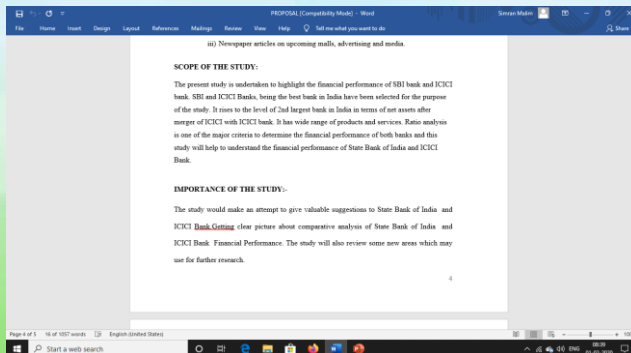 PROPOSAL [Compatibility Mode] - Word
Simran Malim
File Home Insert Design Layout References Mailings Review View Help Tell me what you want to do Share
iii) Newspaper articles on upcoming malls, advertising and media.
SCOPE OF THE STUDY:
The present study is undertaken to highlight the financial performance of SBI bank and ICICI
bank. SBI and ICICI Banks, being the best bank in India have been selected for the purpose
of the study. It rises to the level of 2nd largest bank in India in terms of net assets after
merger of ICICI with ICICI bank. It has wide range of products and services. Ratio analysis
is one of the major criteria to determine the financial performance of both banks and this
study will help to understand the financial performance of State Bank of India and ICICI
Bank.
IMPORTANCE OF THE STUDY:-
The study would make an attempt to give valuable suggestions to State Bank of India and
ICICI Bank.Getting clear picture about comparative analysis of State Bank of India and
ICICI Bank Financial Performance. The study will also review some new areas which may
use for further research.
4
Page 4 of 5 16 of 1057 words English (United States)
Start a web search
ENG
08:39